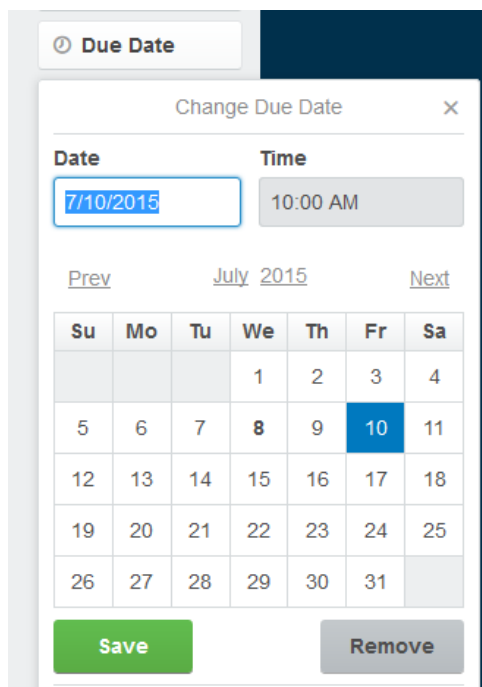 Due Date
Change Due Date ×
Date Time
7/10/2015 10:00 AM
Prev July 2015 Next
Su Mo Tu We Th Fr Sa
1 2 3 4
5 6 7 8 9 10 11
12 13 14 15 16 17 18
19 20 21 22 23 24 25
26 27 28 29 30 31
Save Remove